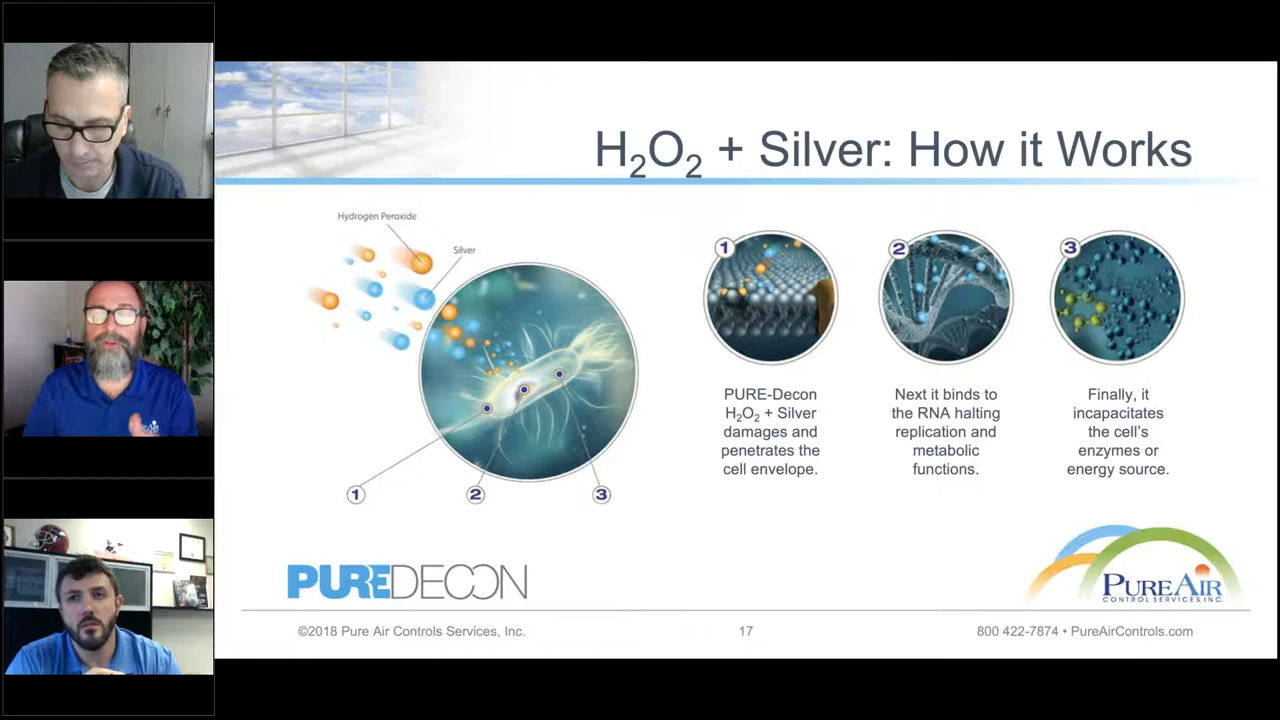 H₂O₂ + Silver: How it Works
Hydrogen Peroxide
Silver
1
2
3
1
PURE-Decon
H₂O₂ + Silver
damages and
penetrates the
cell envelope.
2
Next it binds to
the RNA halting
replication and
metabolic
functions.
3
Finally, it
incapacitates
the cell's
enzymes or
energy source.
PUREDECON
PUREAIR
CONTROL SERVICES, INC.
©2018 Pure Air Controls Services, Inc.
17
800 422-7874 • PureAirControls.com